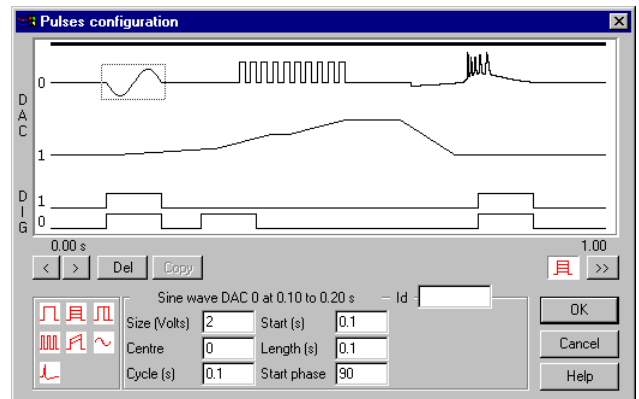 Pulses configuration
DAC
0
1
DIG
1
0
0.00 s 1.00
< > Del Copy >>
Sine wave DAC 0 at 0.10 to 0.20 s Id
Size (Volts) 2 Start (s) 0.1
Centre 0 Length (s) 0.1
Cycle (s) 0.1 Start phase 90
OK
Cancel
Help